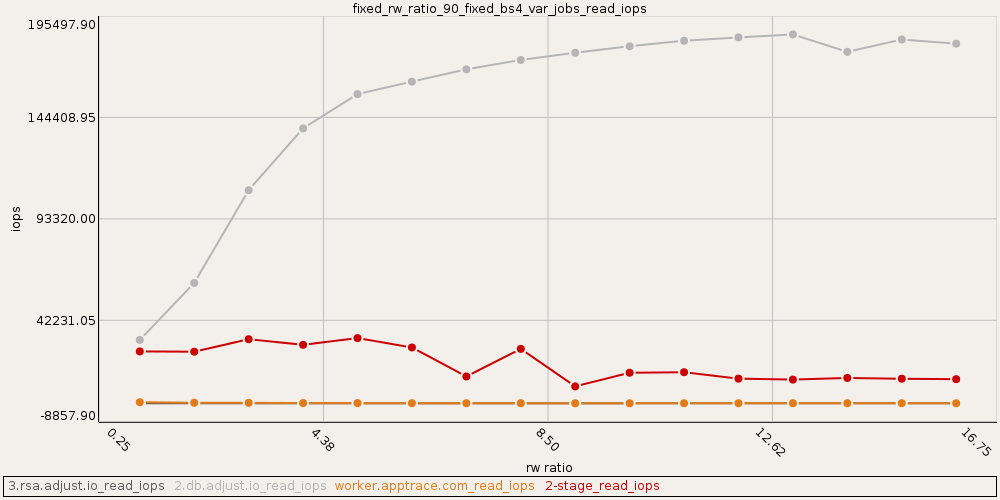 fixed_rw_ratio_90_fixed_bs4_var_jobs_read_iops
195497.90
144408.95
93320.00
42231.05
-8857.90
iops
0.25
4.38
8.50
12.62
16.75
rw ratio
3.rsa.adjust.io_read_iops 2.db.adjust.io_read_iops worker.apptrace.com_read_iops 2-stage_read_iops